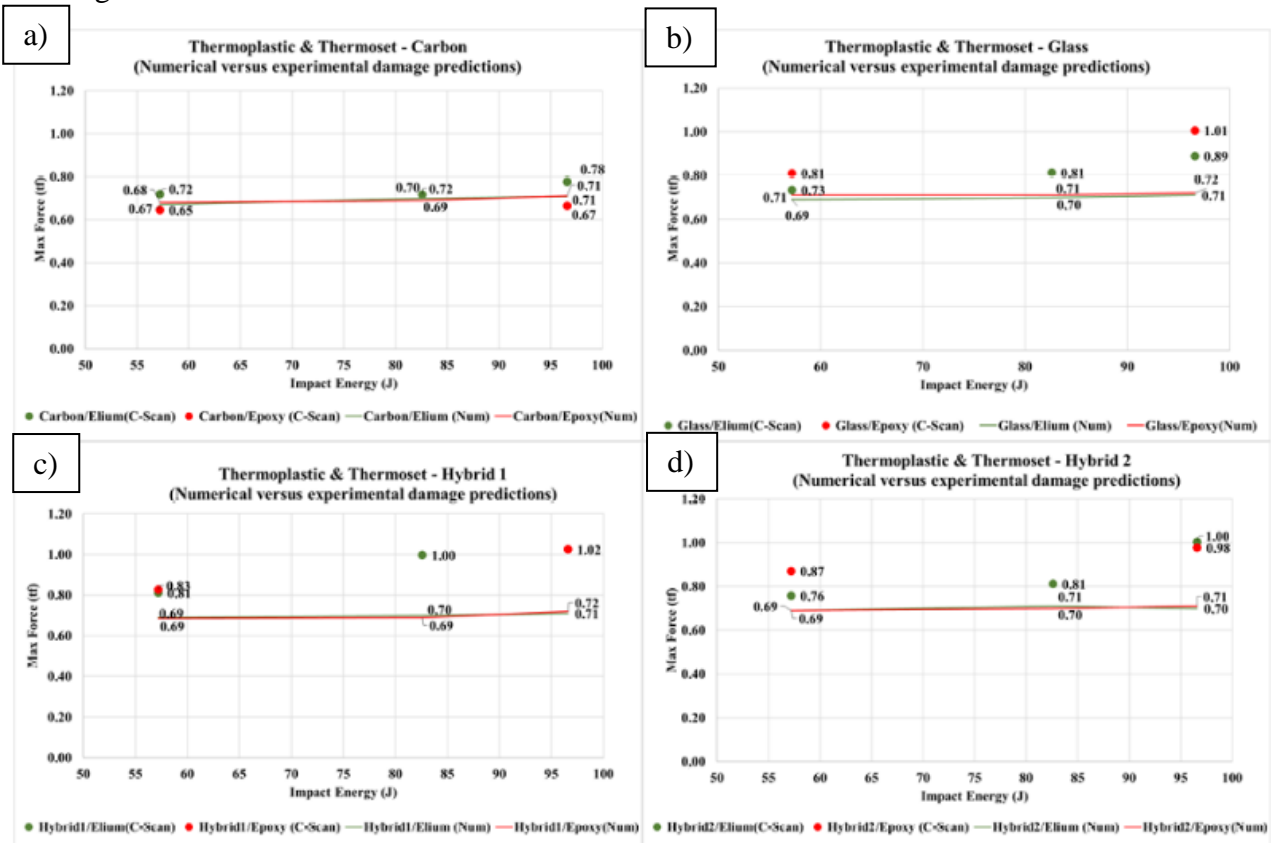 a)
Thermoplastic & Thermoset - Carbon
(Numerical versus experimental damage predictions)
Max Force (tf)
1.20
1.00
0.80
0.60
0.40
0.20
0.00
0.68
0.72
0.67
0.65
0.70
0.72
0.69
0.78
0.71
0.71
0.67
50 55 60 65 70 75 80 85 90 95 100
Impact Energy (J)
Carbon/Elium(C-Scan) Carbon/Epoxy (C-Scan) Carbon/Elium (Num) Carbon/Epoxy(Num)
b)
Thermoplastic & Thermoset - Glass
(Numerical versus experimental damage predictions)
Max Force (tf)
1.20
1.00
0.80
0.60
0.40
0.20
0.00
0.81
0.73
0.71
0.69
0.81
0.71
0.70
1.01
0.89
0.72
0.71
50 60 70 80 90 100
Impact Energy (J)
Glass/Elium(C-Scan) Glass/Epoxy (C-Scan) Glass/Elium (Num) Glass/Epoxy(Num)
c)
Thermoplastic & Thermoset - Hybrid 1
(Numerical versus experimental damage predictions)
Max Force (tf)
1.20
1.00
0.80
0.60
0.40
0.20
0.00
0.83
0.81
0.69
0.69
1.00
0.70
0.69
1.02
0.72
0.71
50 55 60 65 70 75 80 85 90 95 100
Impact Energy (J)
Hybrid1/Elium(C-Scan) Hybrid1/Epoxy (C-Scan) Hybrid1/Elium (Num) Hybrid1/Epoxy(Num)
d)
Thermoplastic & Thermoset - Hybrid 2
(Numerical versus experimental damage predictions)
Max Force (tf)
1.20
1.00
0.80
0.60
0.40
0.20
0.00
0.87
0.76
0.69
0.69
0.81
0.71
0.70
1.00
0.98
0.71
0.70
50 55 60 65 70 75 80 85 90 95 100
Impact Energy (J)
Hybrid2/Elium(C-Scan) Hybrid2/Epoxy (C-Scan) Hybrid2/Elium (Num) Hybrid2/Epoxy(Num)